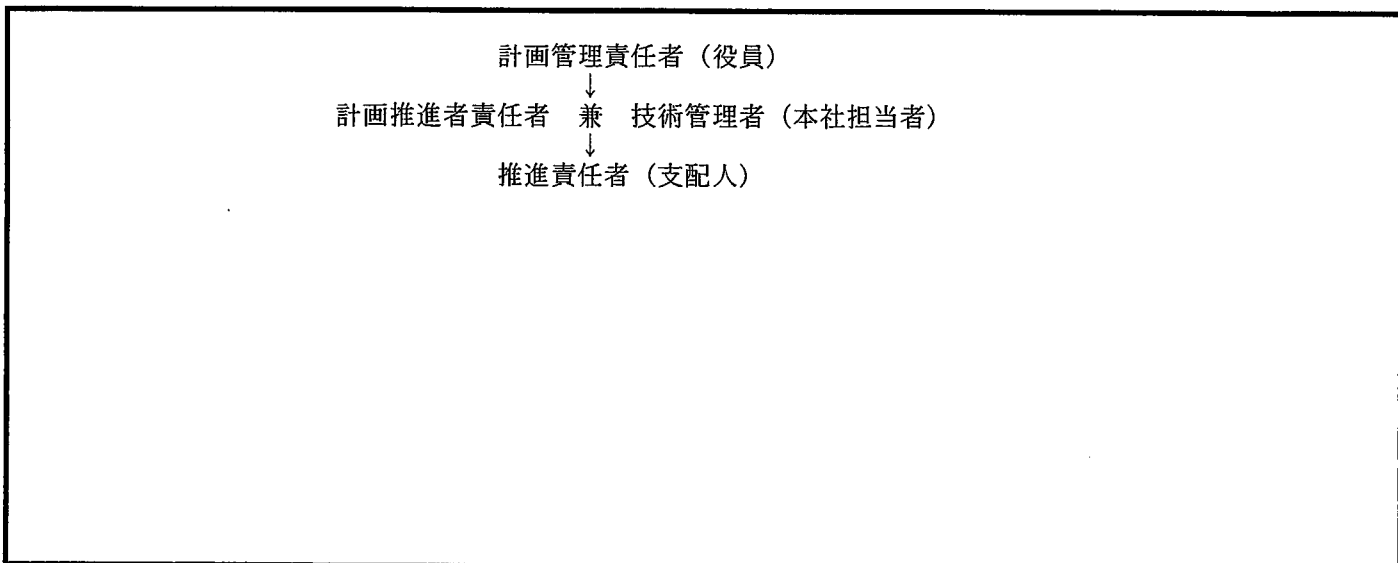 計画管理責任者（役員）
↓
計画推進者責任者　兼　技術管理者（本社担当者）
↓
推進責任者（支配人）